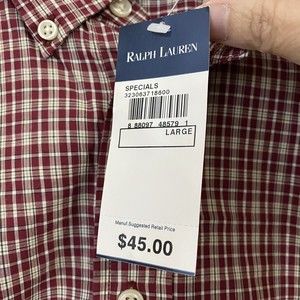 RALPH LAUREN
SPECIALS
323063718600
8 88097 48579 1
LARGE
Manuf Suggested Retail Price
$45.00